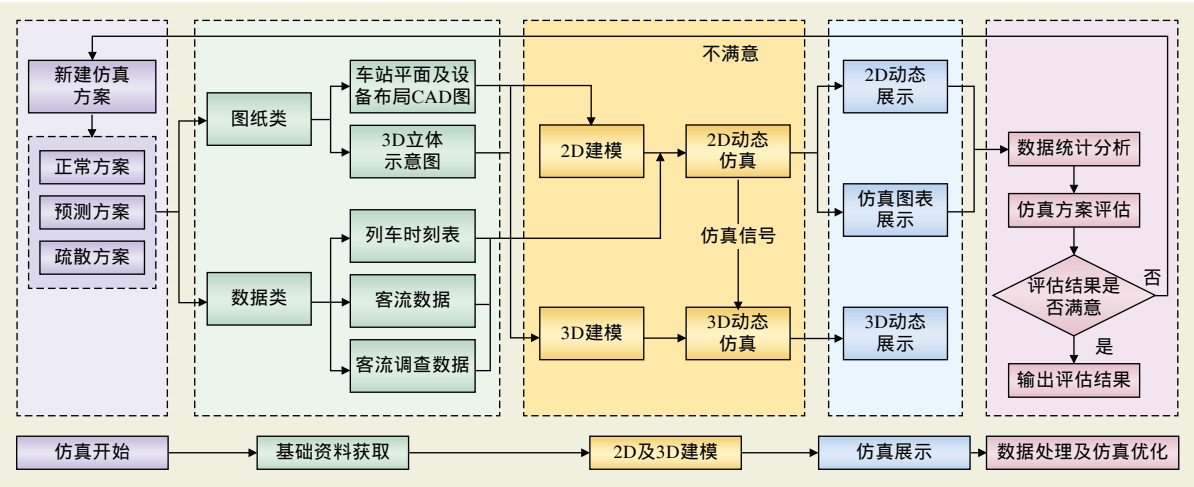 新建仿真
方案
正常方案
预测方案
疏散方案
图纸类
数据类
车站平面及设
备布局CAD图
3D立体
示意图
列车时刻表
客流数据
客流调查数据
不满意
2D建模
2D动态
仿真
仿真信号
3D建模
3D动态
仿真
2D动态
展示
仿真图表
展示
3D动态
展示
数据统计分析
仿真方案评估
评估结果是
否满意
否
是
输出评估结果
仿真开始
基础资料获取
2D及3D建模
仿真展示
数据处理及仿真优化